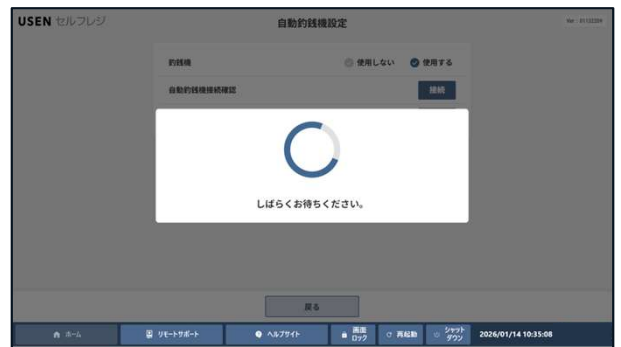 USEN セルフレジ
自動釣銭機設定
Ver : 01132204
釣銭機
使用しない
使用する
自動釣銭機接続確認
接続
しばらくお待ちください。
戻る
ホーム
リモートサポート
ヘルプサイト
画面
ロック
再起動
シャット
ダウン
2026/01/14 10:35:08